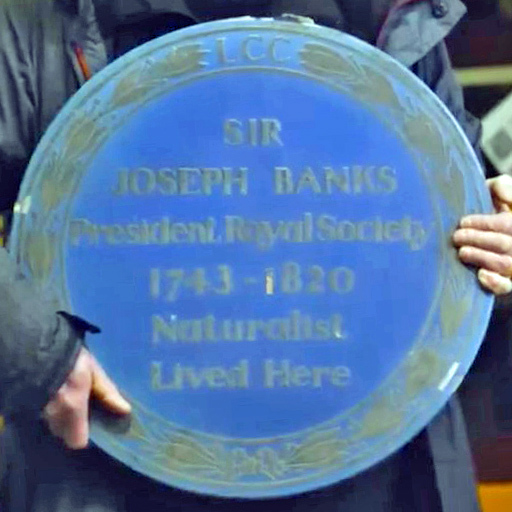 LCC
SIR
JOSEPH BANKS
President Royal Society
1743-1820
Naturalist
Lived Here